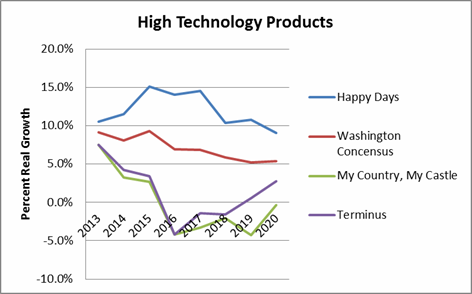 High Technology Products
Percent Real Growth
20.0%
15.0%
10.0%
5.0%
0.0%
-5.0%
-10.0%
2013
2014
2015
2016
2017
2018
2019
2020
Happy Days
Washington
Concensus
My Country, My Castle
Terminus